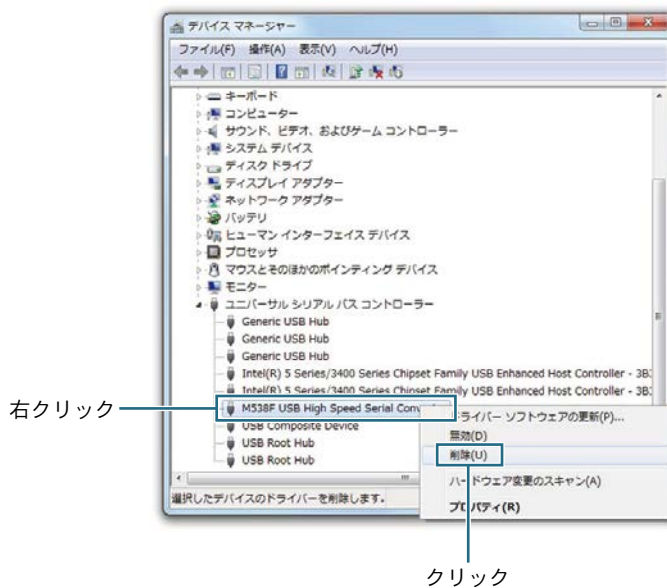 デバイス マネージャー
ファイル(F) 操作(A) 表示(V) ヘルプ(H)
キーボード
コンピューター
サウンド、ビデオ、およびゲーム コントローラー
システム デバイス
ディスク ドライブ
ディスプレイ アダプター
ネットワーク アダプター
バッテリ
ヒューマン インターフェイス デバイス
プロセッサ
マウスとそのほかのポインティング デバイス
モニター
ユニバーサル シリアル バス コントローラー
Generic USB Hub
Generic USB Hub
Generic USB Hub
Intel(R) 5 Series/3400 Series Chipset Family USB Enhanced Host Controller - 3B
Intel(R) 5 Series/3400 Series Chipset Family USB Enhanced Host Controller - 3B
右クリック
M538F USB High Speed Serial
ドライバー ソフトウェアの更新(P)...
USB Composite Device
無効(D)
USB Root Hub
削除(U)
USB Root Hub
ハードウェア変更のスキャン(A)
選択したデバイスのドライバーを削除します。
プロパティ(R)
クリック